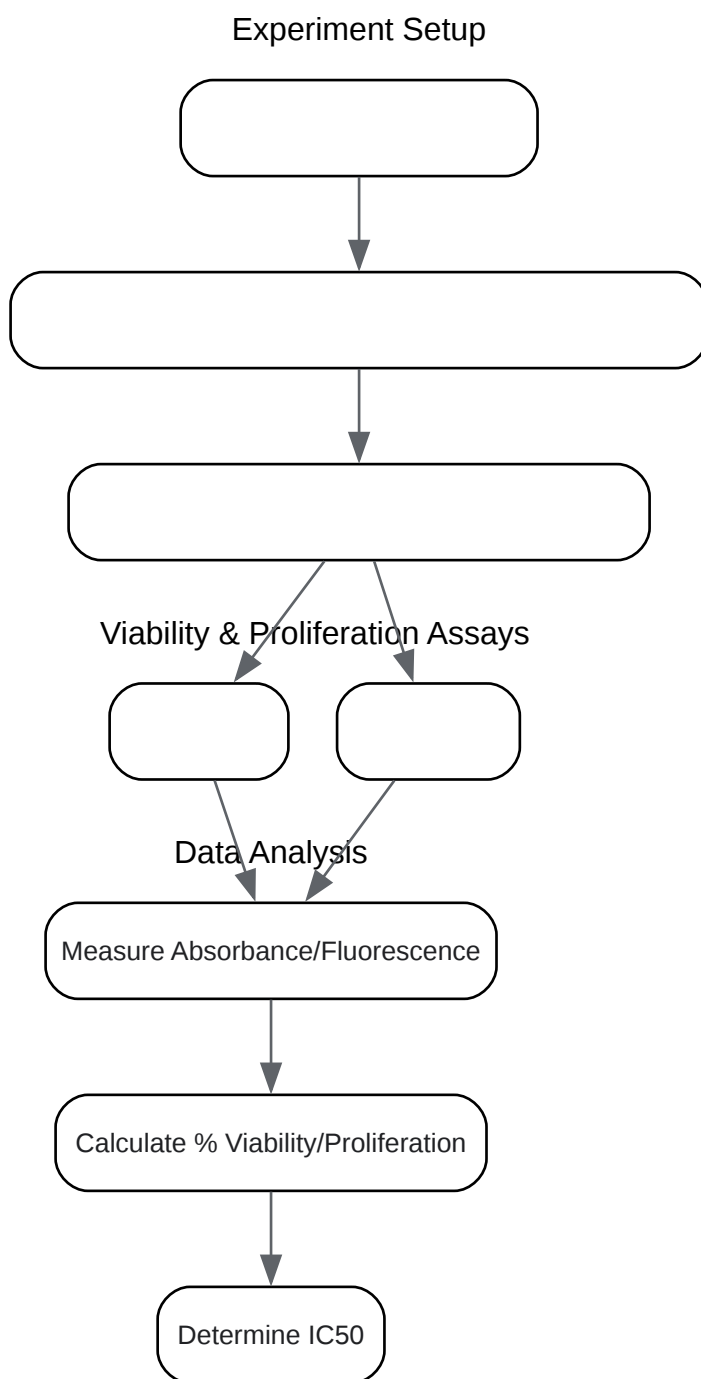 Experiment Setup
Viability & Proliferation Assays
Data Analysis
Measure Absorbance/Fluorescence
Calculate % Viability/Proliferation
Determine IC50